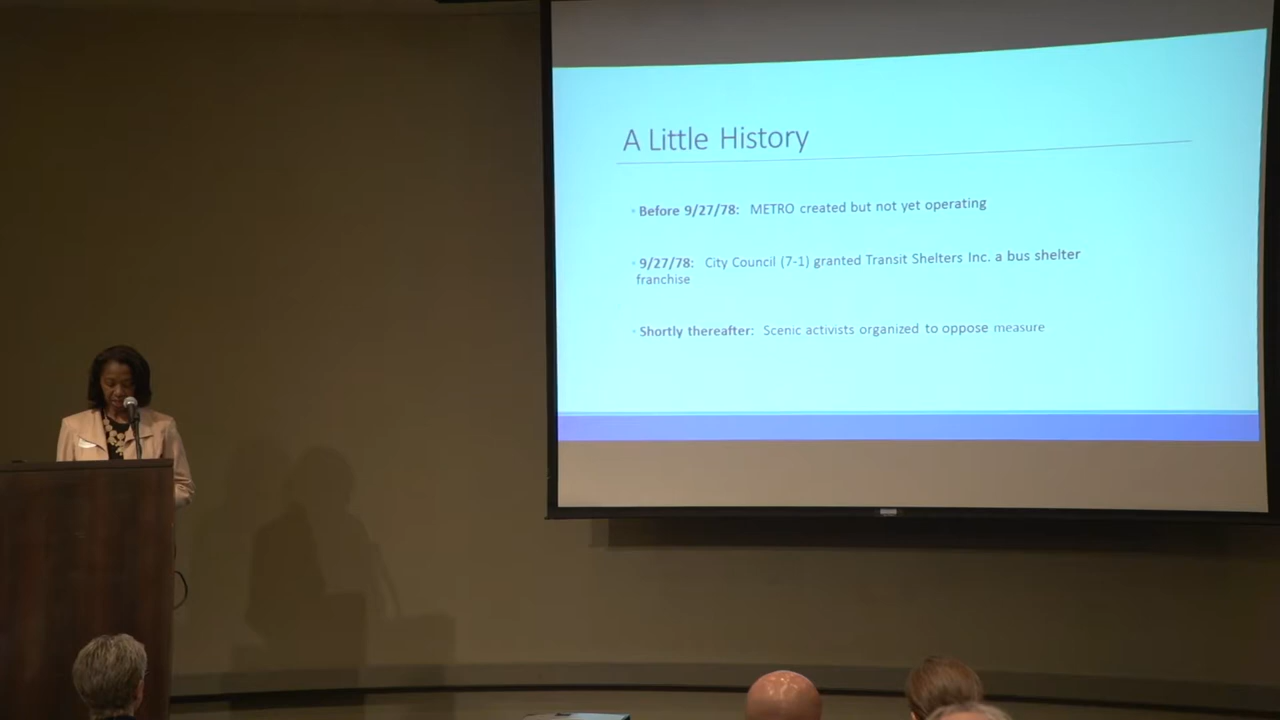 A Little History
Before 9/27/78: METRO created but not yet operating
9/27/78: City Council (7-1) granted Transit Shelters Inc. a bus shelter
franchise
Shortly thereafter: Scenic activists organized to oppose measure